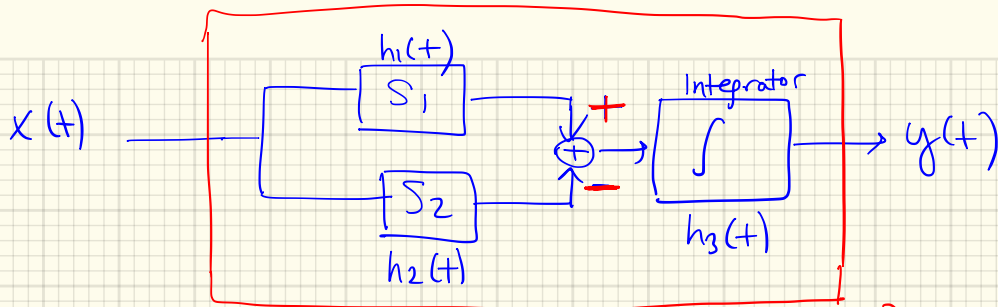 h1(t)
S1
Integrator
x(t)
+
+
∫
y(t)
−
S2
h3(t)
h2(t)